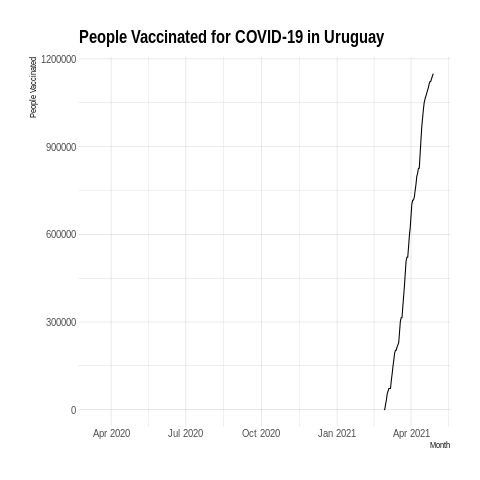 People Vaccinated for COVID-19 in Uruguay
People Vaccinated
1200000
900000
600000
300000
0
Apr 2020 Jul 2020 Oct 2020 Jan 2021 Apr 2021
Month